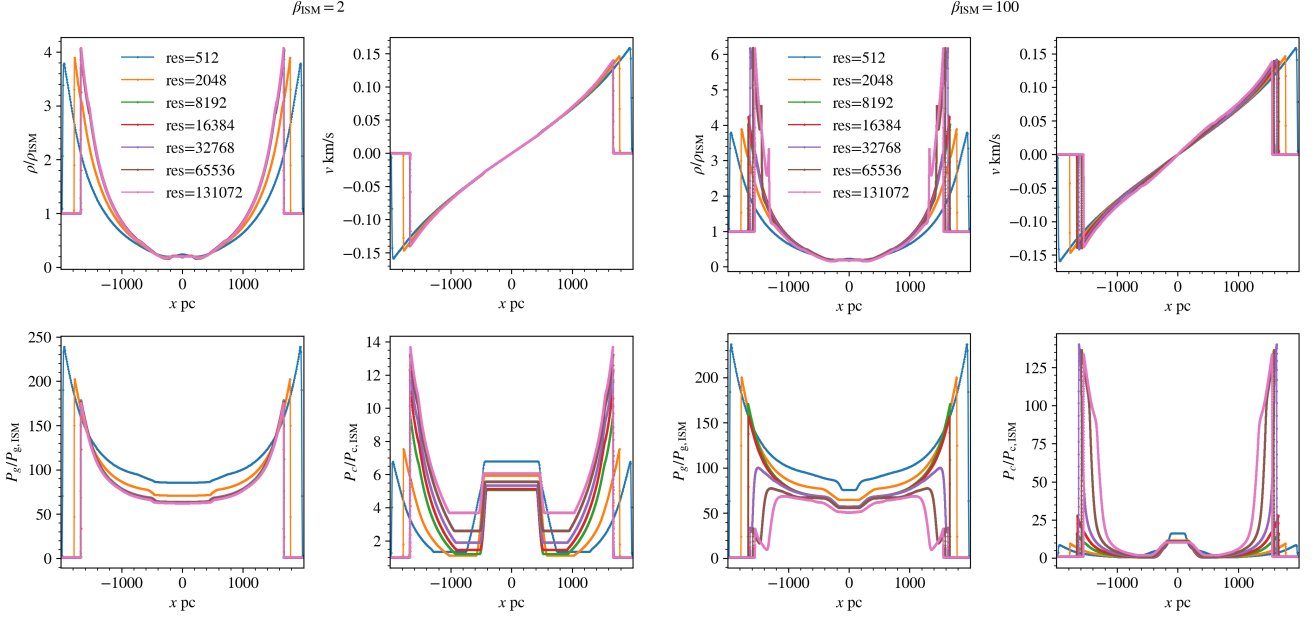 β_ISM = 2
β_ISM = 100
4
3
2
1
0
ρ/ρ_ISM
−1000
0
1000
x pc
res=512
res=2048
res=8192
res=16384
res=32768
res=65536
res=131072
0.15
0.10
0.05
0.00
−0.05
−0.10
−0.15
v km/s
−1000
0
1000
x pc
6
5
4
3
2
1
0
ρ/ρ_ISM
−1000
0
1000
x pc
res=512
res=2048
res=8192
res=16384
res=32768
res=65536
res=131072
0.15
0.10
0.05
0.00
−0.05
−0.10
−0.15
v km/s
−1000
0
1000
x pc
250
200
150
100
50
0
P_g/P_g,ISM
−1000
0
1000
x pc
14
12
10
8
6
4
2
P_c/P_c,ISM
−1000
0
1000
x pc
200
150
100
50
0
P_g/P_g,ISM
−1000
0
1000
x pc
125
100
75
50
25
0
P_c/P_c,ISM
−1000
0
1000
x pc